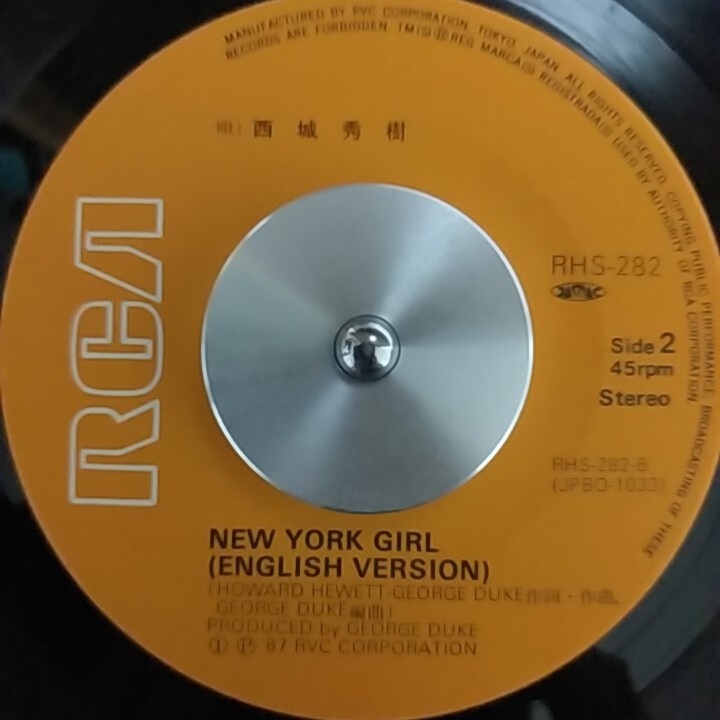 MANUFACTURED BY RVC CORPORATION, TOKYO, JAPAN. ALL RIGHTS RESERVED. COPYING, PUBLIC PERFORMANCE, BROADCASTING OF THESE
RECORDS ARE FORBIDDEN. TM(S) ® REG. MARCA(S) REGISTRADA(S) USED BY AUTHORITY OF RCA CORPORATION
唄) 西城秀樹
RCA
RHS-282
JASRAC
Side 2
45rpm
Stereo
RHS-282-B
(JPBO-1033)
NEW YORK GIRL
(ENGLISH VERSION)
(HOWARD HEWETT-GEORGE DUKE作詞・作曲,
GEORGE DUKE編曲)
PRODUCED by GEORGE DUKE
℗ 87 RVC CORPORATION